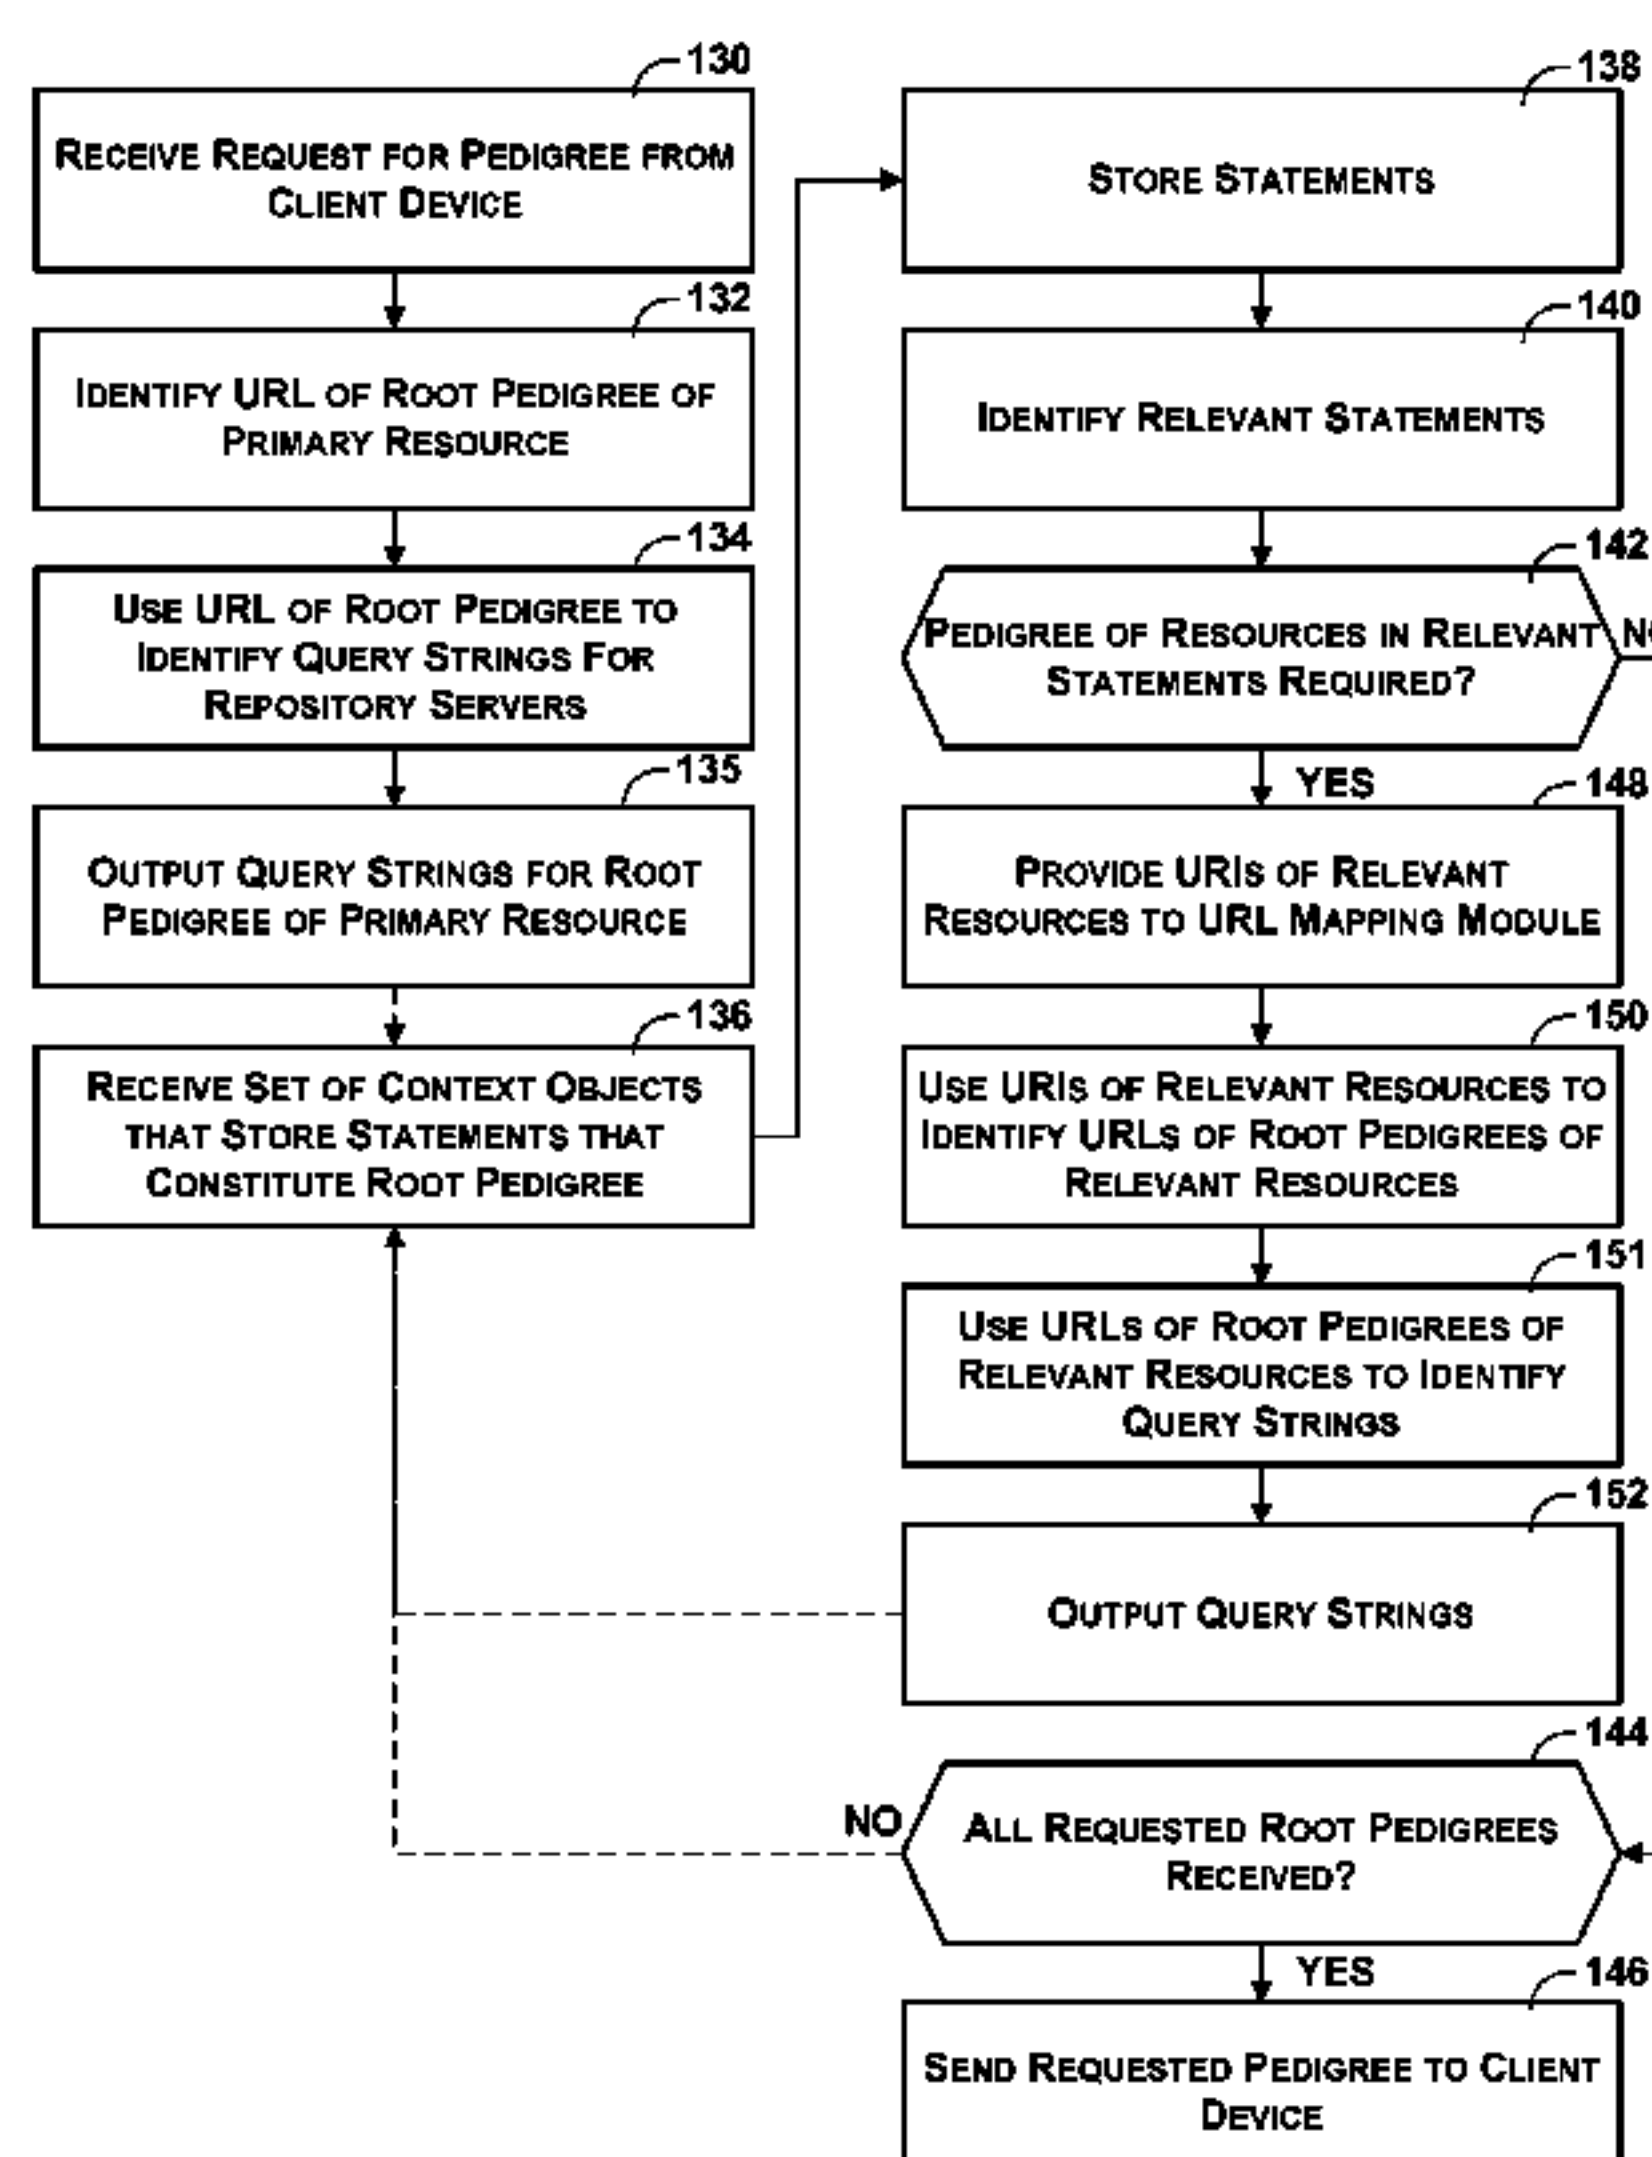 130
RECEIVE REQUEST FOR PEDIGREE FROM
CLIENT DEVICE
132
IDENTIFY URL OF ROOT PEDIGREE OF
PRIMARY RESOURCE
134
USE URL OF ROOT PEDIGREE TO
IDENTIFY QUERY STRINGS FOR
REPOSITORY SERVERS
135
OUTPUT QUERY STRINGS FOR ROOT
PEDIGREE OF PRIMARY RESOURCE
136
RECEIVE SET OF CONTEXT OBJECTS
THAT STORE STATEMENTS THAT
CONSTITUTE ROOT PEDIGREE
138
STORE STATEMENTS
140
IDENTIFY RELEVANT STATEMENTS
142
PEDIGREE OF RESOURCES IN RELEVANT
STATEMENTS REQUIRED?
YES
148
PROVIDE URIS OF RELEVANT
RESOURCES TO URL MAPPING MODULE
150
USE URIS OF RELEVANT RESOURCES TO
IDENTIFY URLS OF ROOT PEDIGREES OF
RELEVANT RESOURCES
151
USE URLS OF ROOT PEDIGREES OF
RELEVANT RESOURCES TO IDENTIFY
QUERY STRINGS
152
OUTPUT QUERY STRINGS
144
NO
ALL REQUESTED ROOT PEDIGREES
RECEIVED?
YES
146
SEND REQUESTED PEDIGREE TO CLIENT
DEVICE